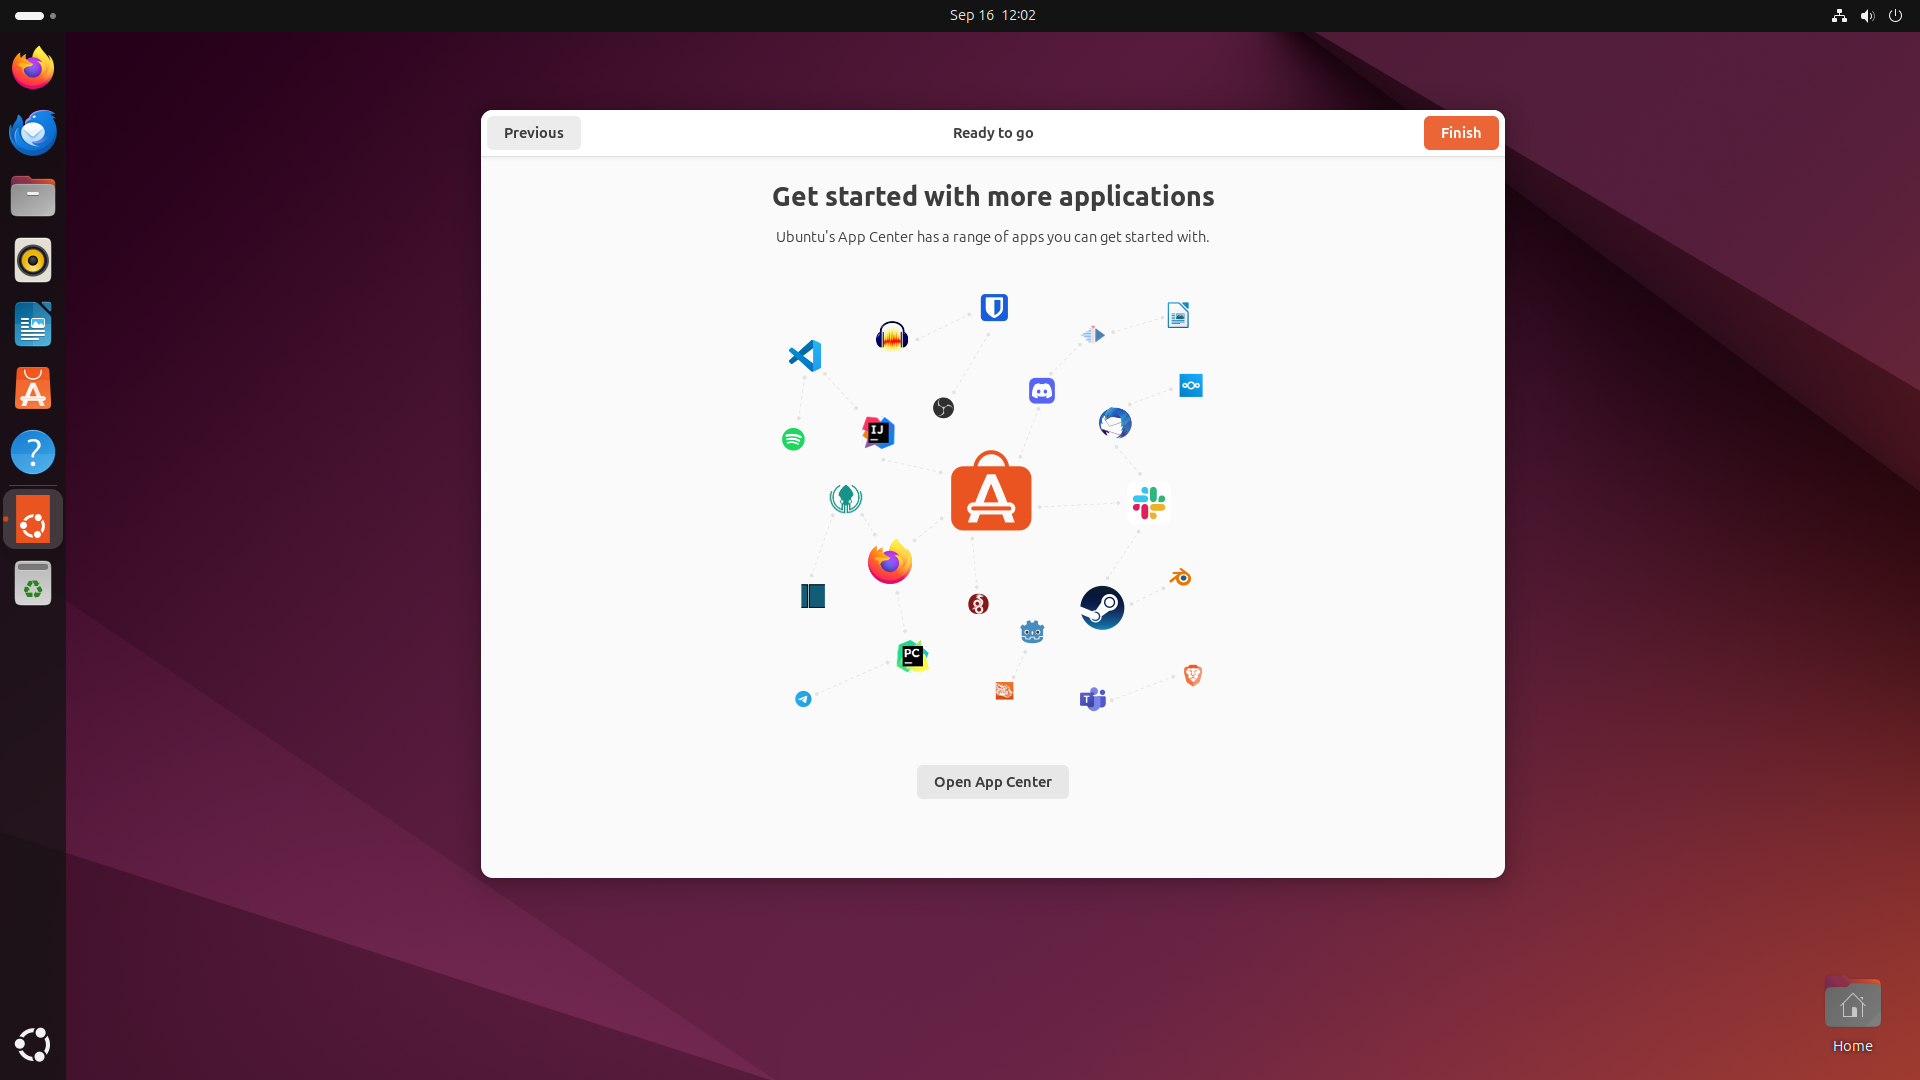 Sep 16 12:02
Previous
Ready to go
Finish
Get started with more applications
Ubuntu's App Center has a range of apps you can get started with.
IJ
PC
T
Open App Center
Home